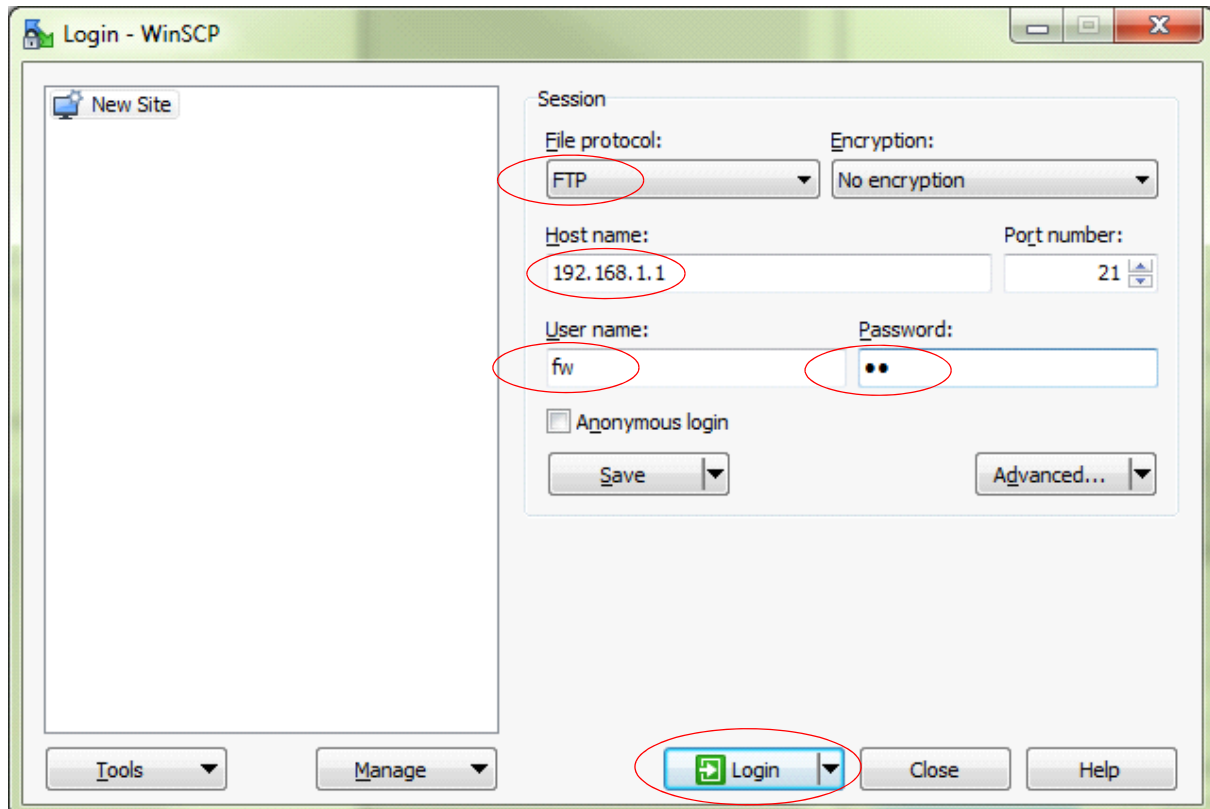 Login - WinSCP
New Site
Session
File protocol: Encryption:
FTP No encryption
Host name: Port number:
192.168.1.1 21
User name: Password:
fw ●●
Anonymous login
Save Advanced...
Tools Manage Login Close Help